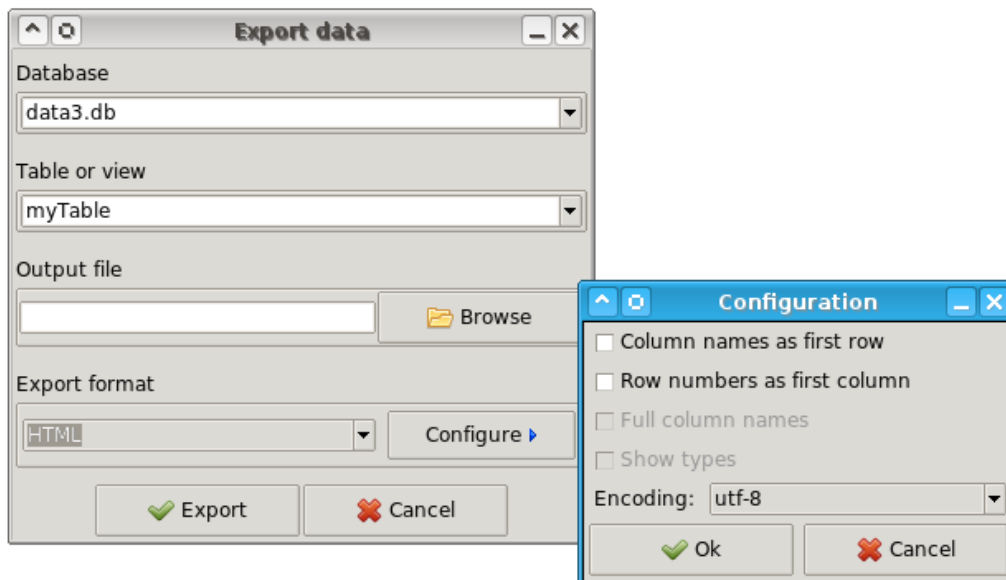 Export data
Database
data3.db
Table or view
myTable
Output file
Browse
Export format
HTML
Configure
Export
Cancel
Configuration
Column names as first row
Row numbers as first column
Full column names
Show types
Encoding: utf-8
Ok
Cancel